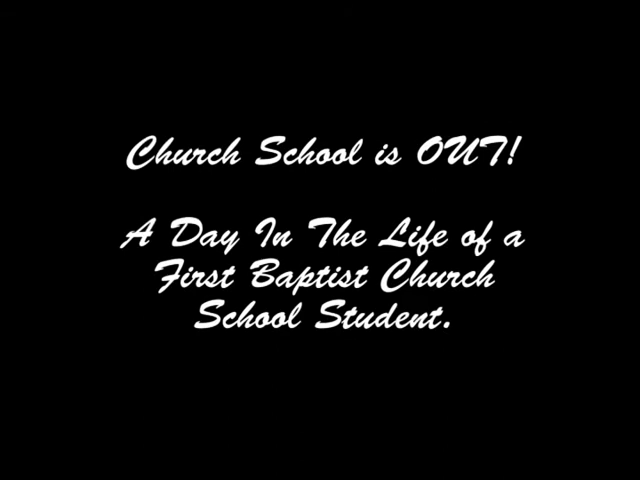 Church School is OUT!
A Day In The Life of a
First Baptist Church
School Student.